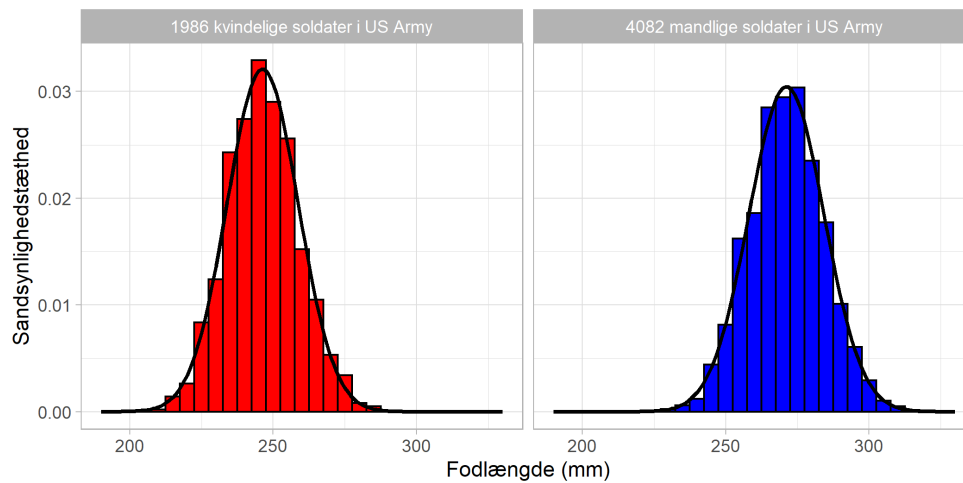 1986 kvindelige soldater i US Army
4082 mandlige soldater i US Army
Sandsynlighedstæthed
0.03
0.02
0.01
0.00
200 250 300
200 250 300
Fodlængde (mm)